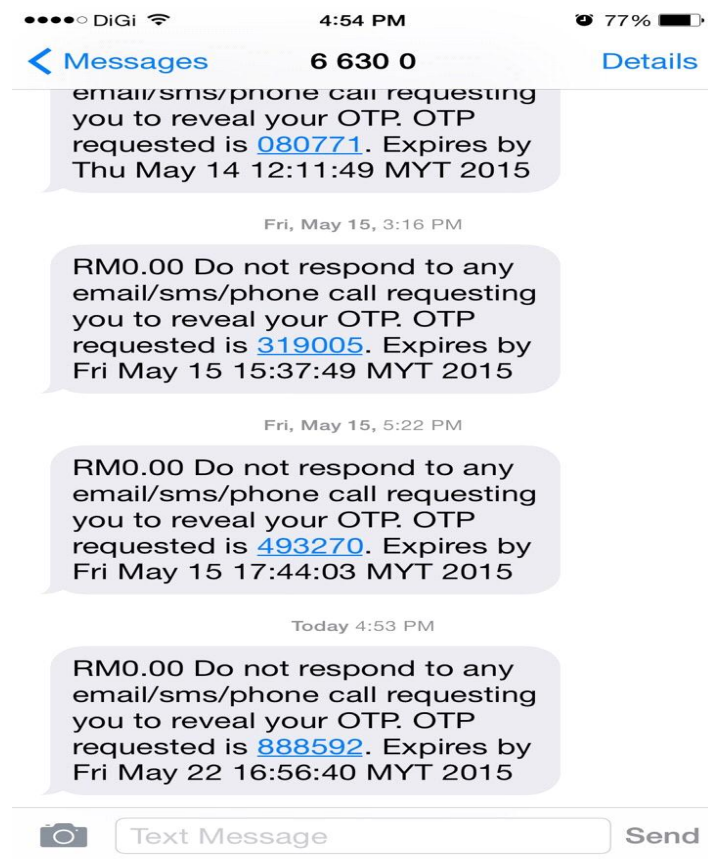 DiGi 4:54 PM 77%
Messages 6 630 0 Details
email/sms/phone call requesting
you to reveal your OTP. OTP
requested is 080771. Expires by
Thu May 14 12:11:49 MYT 2015
Fri, May 15, 3:16 PM
RM0.00 Do not respond to any
email/sms/phone call requesting
you to reveal your OTP. OTP
requested is 319005. Expires by
Fri May 15 15:37:49 MYT 2015
Fri, May 15, 5:22 PM
RM0.00 Do not respond to any
email/sms/phone call requesting
you to reveal your OTP. OTP
requested is 493270. Expires by
Fri May 15 17:44:03 MYT 2015
Today 4:53 PM
RM0.00 Do not respond to any
email/sms/phone call requesting
you to reveal your OTP. OTP
requested is 888592. Expires by
Fri May 22 16:56:40 MYT 2015
Text Message Send